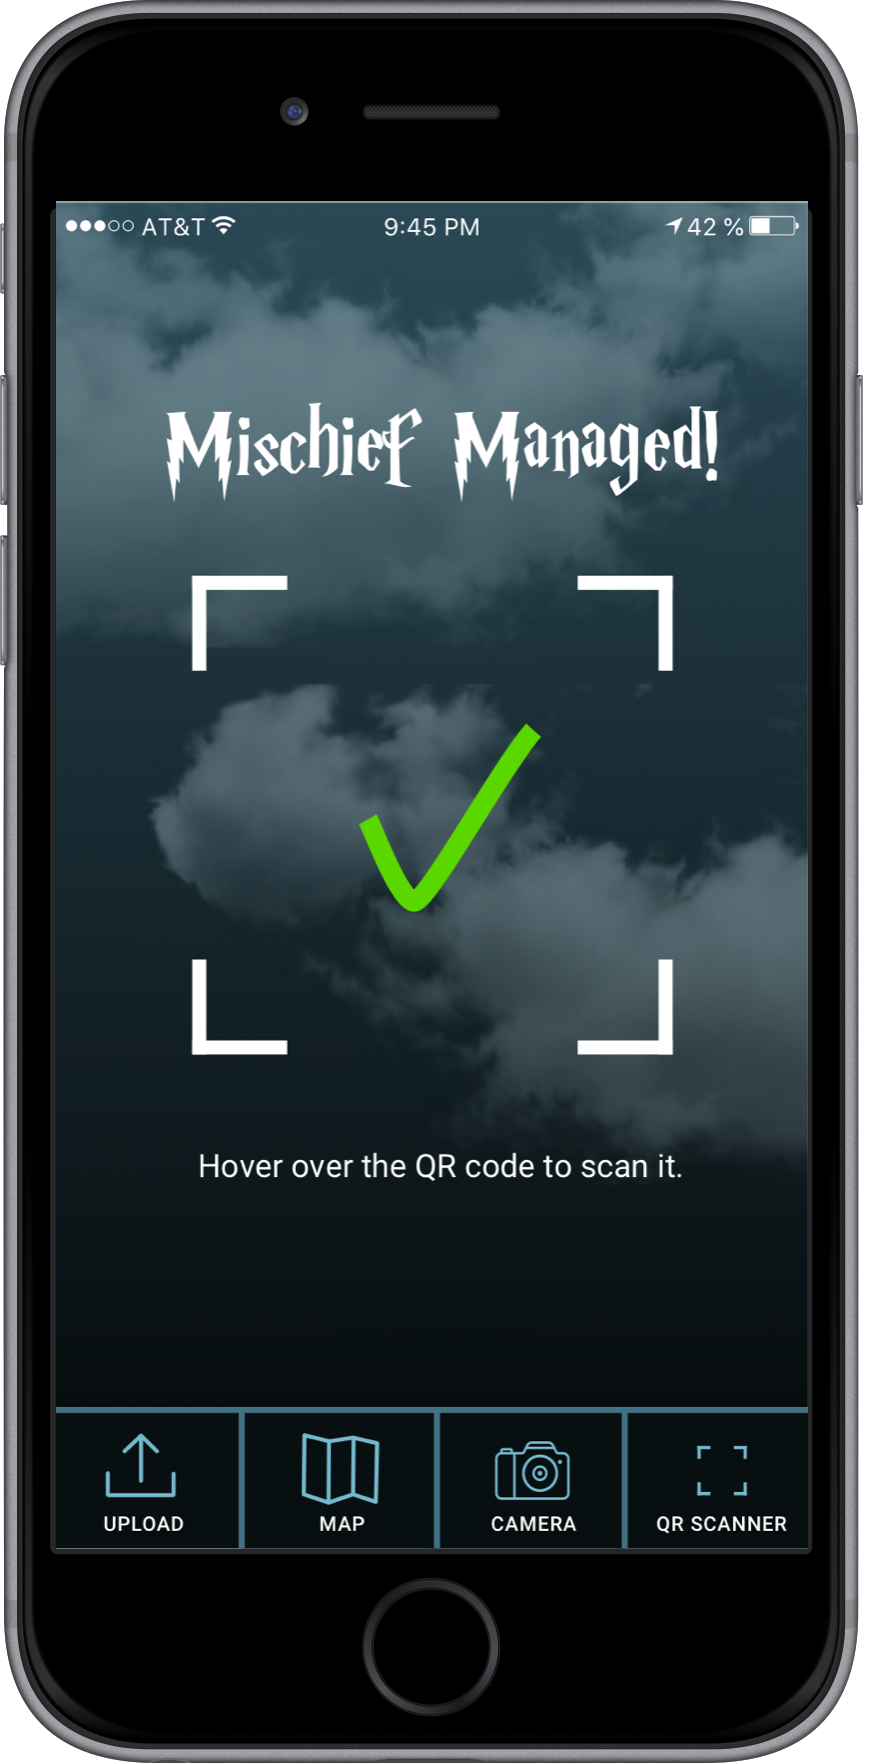 AT&T 9:45 PM 42 %
Mischief Managed!
Hover over the QR code to scan it.
UPLOAD MAP CAMERA QR SCANNER